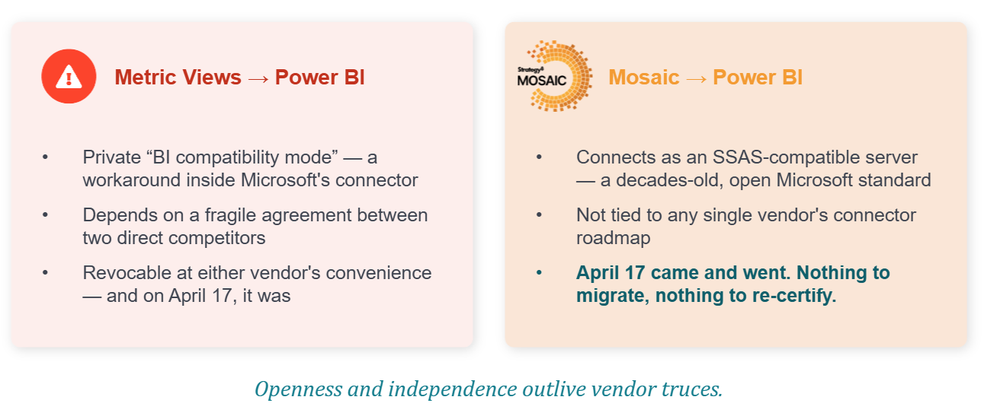 Metric Views → Power BI
• Private “BI compatibility mode” — a
workaround inside Microsoft's connector
• Depends on a fragile agreement between
two direct competitors
• Revocable at either vendor's convenience
— and on April 17, it was
Strategyᴮ
MOSAIC
Mosaic → Power BI
• Connects as an SSAS-compatible server
— a decades-old, open Microsoft standard
• Not tied to any single vendor's connector
roadmap
• April 17 came and went. Nothing to
migrate, nothing to re-certify.
Openness and independence outlive vendor truces.